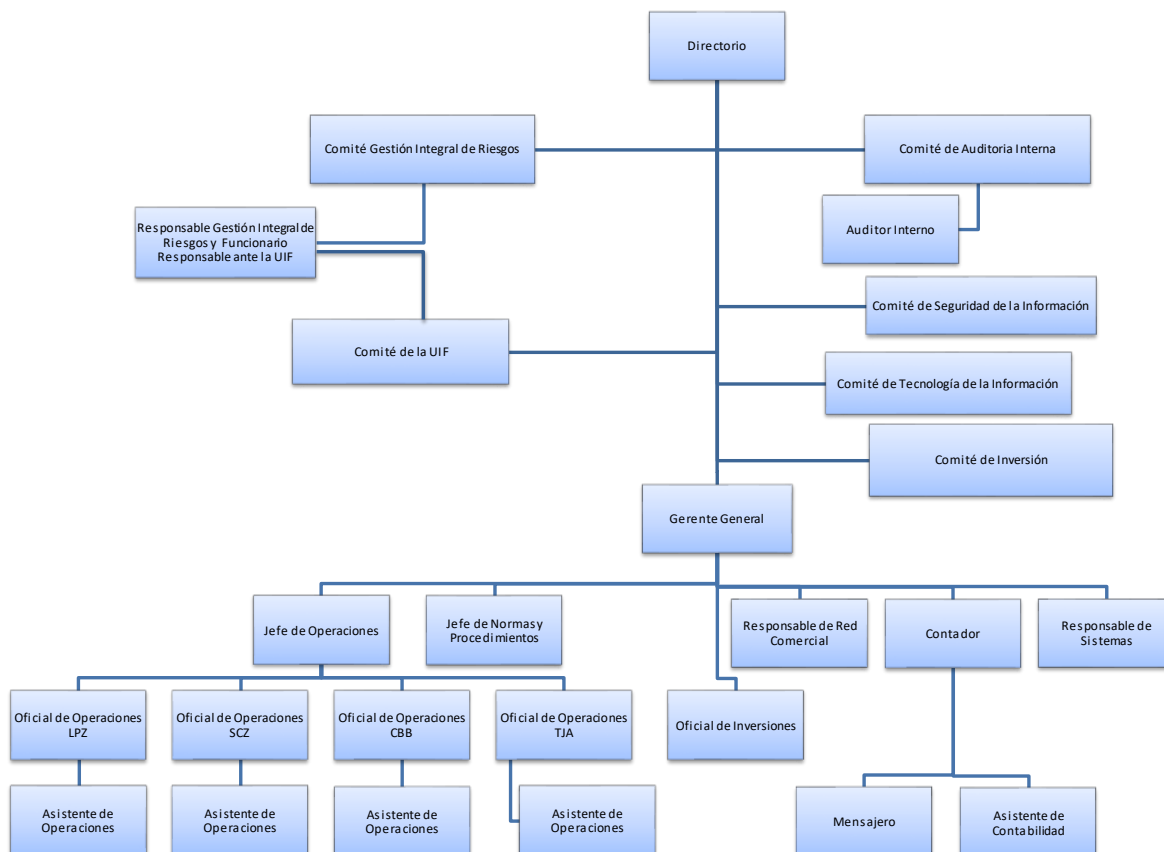 Directorio
Comité Gestión Integral de Riesgos
Comité de Auditoria Interna
Responsable Gestión Integral de
Riesgos y Funcionario
Responsable ante la UIF
Auditor Interno
Comité de Seguridad de la Información
Comité de la UIF
Comité de Tecnología de la Información
Comité de Inversión
Gerente General
Jefe de Operaciones
Jefe de Normas y
Procedimientos
Responsable de Red
Comercial
Contador
Responsable de
Sistemas
Oficial de Operaciones
LPZ
Oficial de Operaciones
SCZ
Oficial de Operaciones
CBB
Oficial de Operaciones
TJA
Oficial de Inversiones
Asistente de
Operaciones
Asistente de
Operaciones
Asistente de
Operaciones
Asistente de
Operaciones
Mensajero
Asistente de
Contabilidad